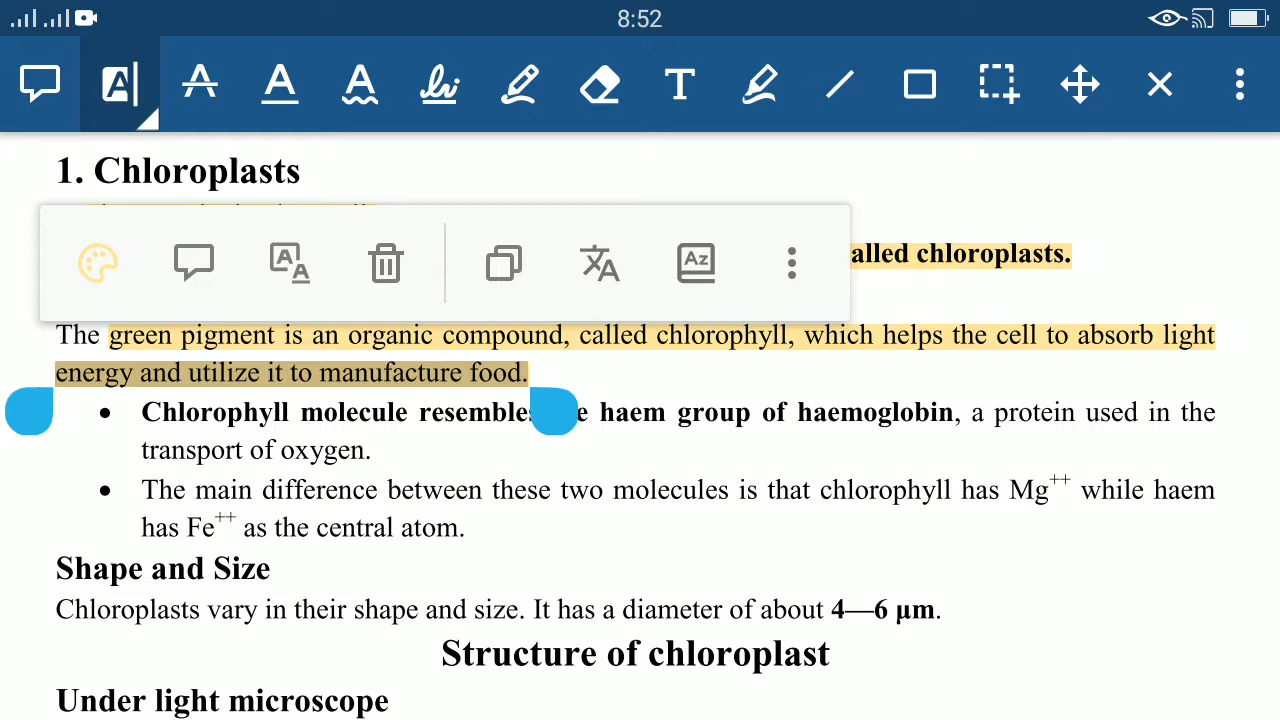 8:52
1. Chloroplasts
alled chloroplasts.
The green pigment is an organic compound, called chlorophyll, which helps the cell to absorb light
energy and utilize it to manufacture food.
• Chlorophyll molecule resembles e haem group of haemoglobin, a protein used in the
transport of oxygen.
• The main difference between these two molecules is that chlorophyll has Mg++ while haem
has Fe++ as the central atom.
Shape and Size
Chloroplasts vary in their shape and size. It has a diameter of about 4—6 μm.
Structure of chloroplast
Under light microscope